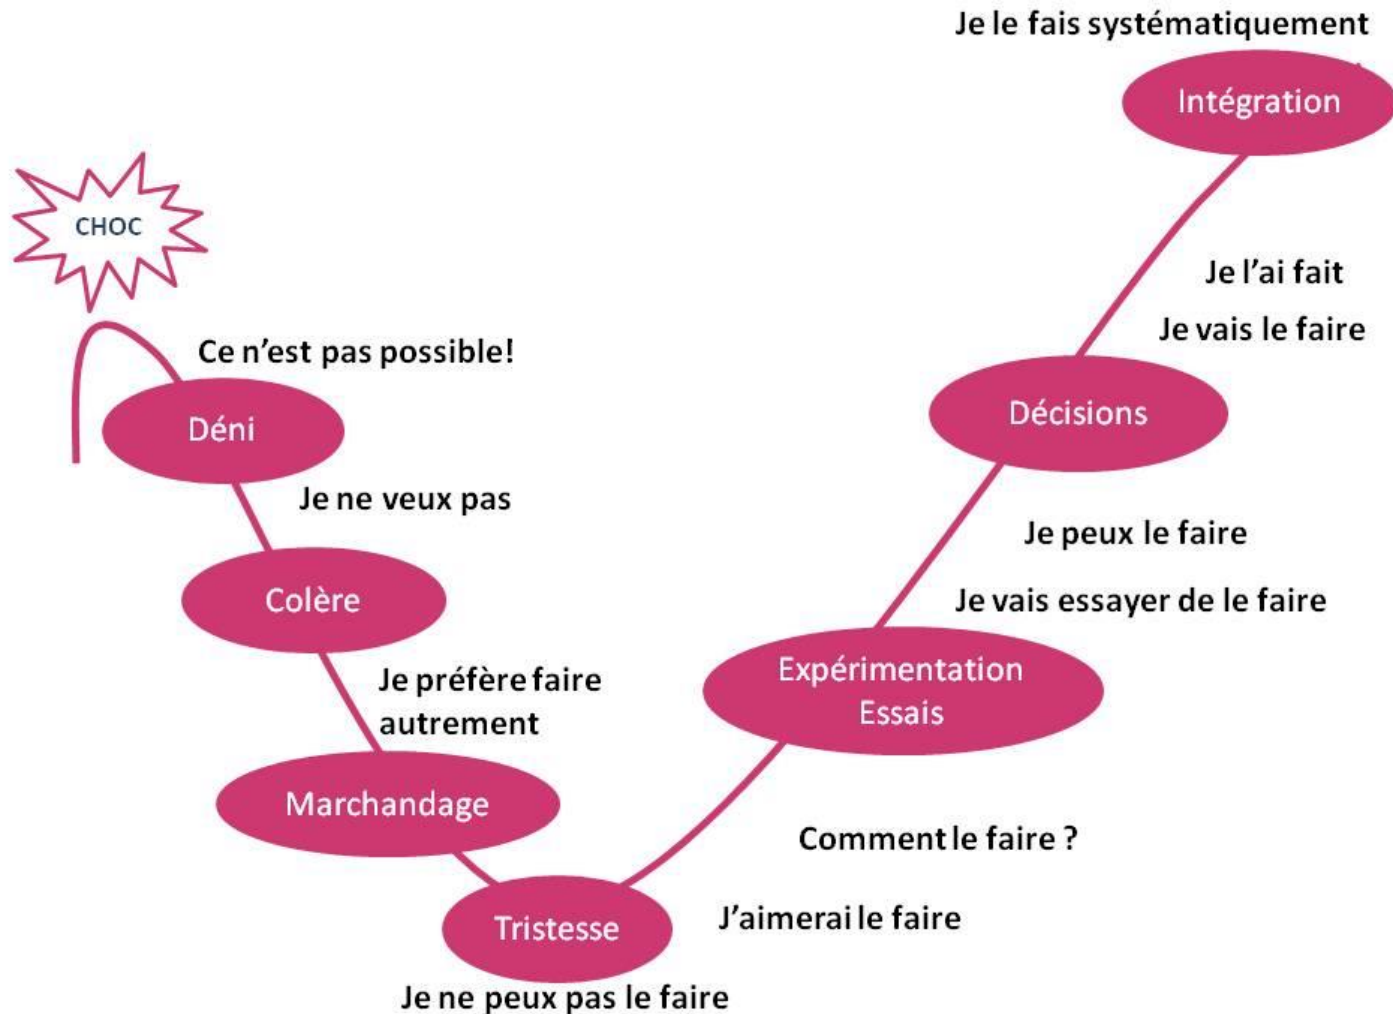 Je le fais systématiquement
Intégration
CHOC
Je l'ai fait
Je vais le faire
Ce n'est pas possible!
Déni
Décisions
Je ne veux pas
Je peux le faire
Colère
Je vais essayer de le faire
Je préfère faire
autrement
Expérimentation
Essais
Marchandage
Comment le faire ?
J'aimerai le faire
Tristesse
Je ne peux pas le faire